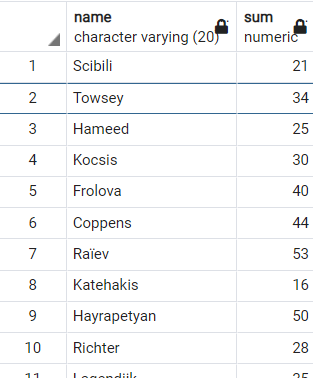 name sum
character varying (20) numeric
1 Scibili 21
2 Towsey 34
3 Hameed 25
4 Kocsis 30
5 Frolova 40
6 Coppens 44
7 Raïev 53
8 Katehakis 16
9 Hayrapetyan 50
10 Richter 28